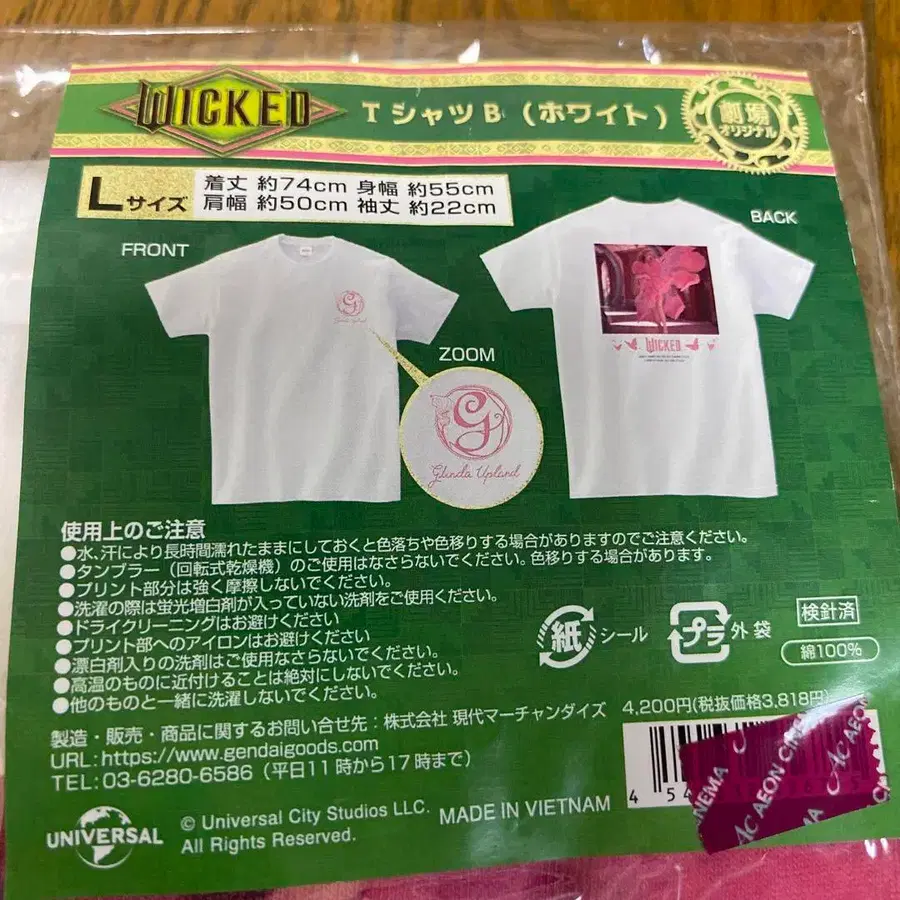 WICKED
TシャツB（ホワイト）
劇場
オリジナル
Lサイズ
着丈 約74cm 身幅 約55cm
肩幅 約50cm 袖丈 約22cm
FRONT
BACK
ZOOM
G
Glinda Upland
G
Glinda Upland
WICKED
使用上のご注意
●水、汗により長時間濡れたままにしておくと色落ちや色移りする場合がありますのでご注意ください。
●タンブラー（回転式乾燥機）のご使用はなさらないでください。色移りする場合があります。
●プリント部分は強く摩擦しないでください。
●洗濯の際は蛍光増白剤が入っていない洗剤をご使用ください。
●ドライクリーニングはお避けください
●プリント部へのアイロンはお避けください
●漂白剤入りの洗剤はご使用なさらないでください。
●高温のものに近付けることは絶対にしないでください。
●他のものと一緒に洗濯しないでください。
紙 シール
プラ 外袋
検針済
綿100%
製造・販売・商品に関するお問い合せ先：株式会社 現代マーチャンダイズ
URL：https://www.gendaigoods.com
TEL：03-6280-6586（平日11時から17時まで）
4,200円(税抜価格3,818円)
4 54
NEMA
AC AEON CINEMA
AC AEON
MA
AC
UNIVERSAL
© Universal City Studios LLC.
All Rights Reserved.
MADE IN VIETNAM